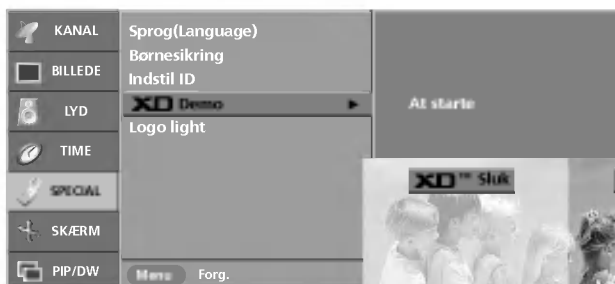 KANAL
BILLEDE
LYD
TIME
SPECIAL
SKÆRM
PIP/DW
Sprog(Language)
Børnesikring
Indstil ID
XD Demo
Logo light
Menu Forg.
At starte
XD™ Sluk